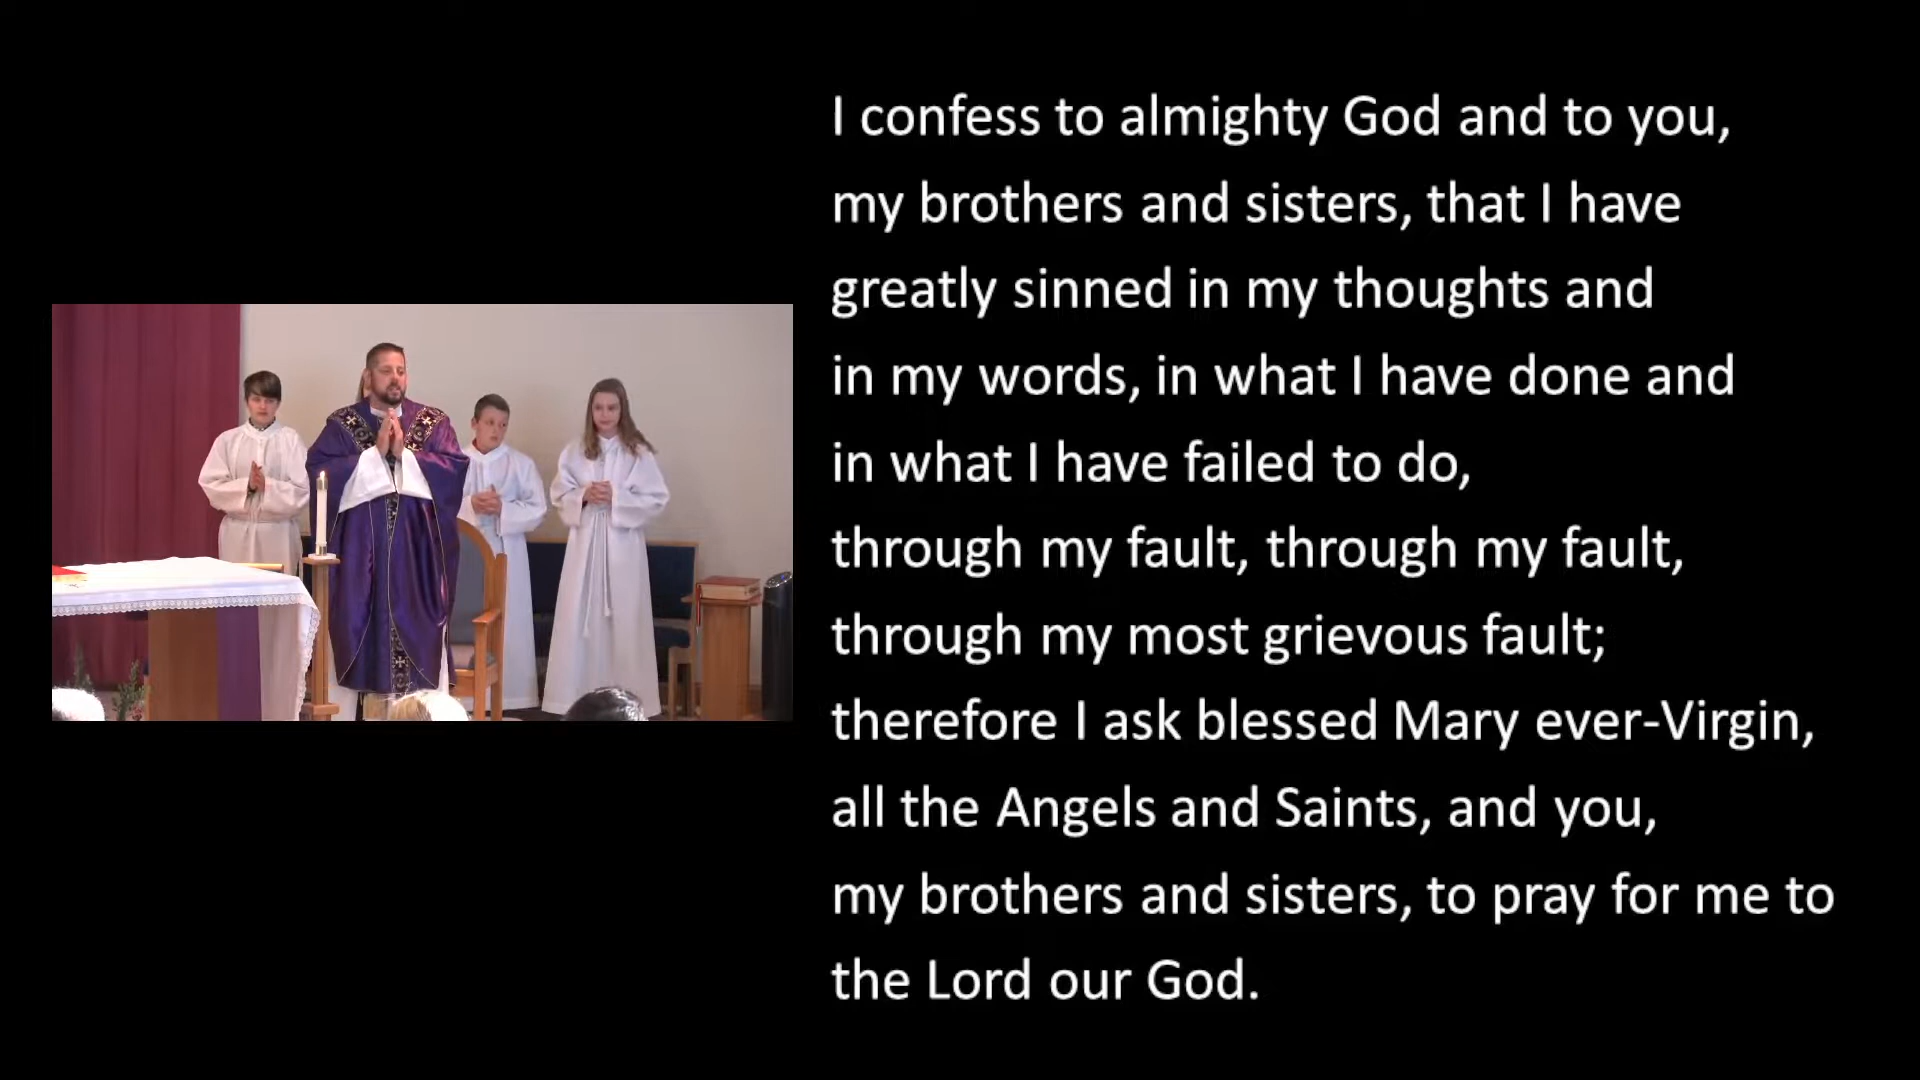 I confess to almighty God and to you,
my brothers and sisters, that I have
greatly sinned in my thoughts and
in my words, in what I have done and
in what I have failed to do,
through my fault, through my fault,
through my most grievous fault;
therefore I ask blessed Mary ever-Virgin,
all the Angels and Saints, and you,
my brothers and sisters, to pray for me to
the Lord our God.